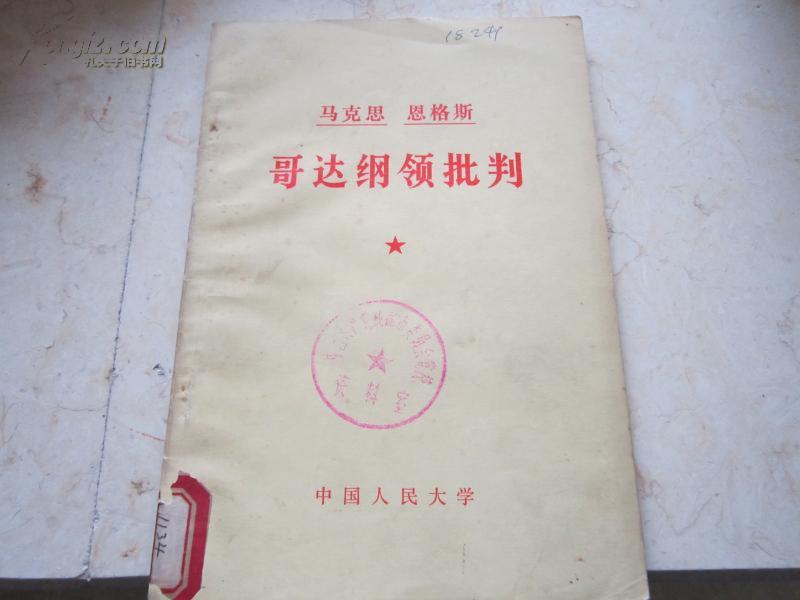 Kongfz.com
孔夫子旧书网
马克思 恩格斯
哥达纲领批判
中国人民大学
1134